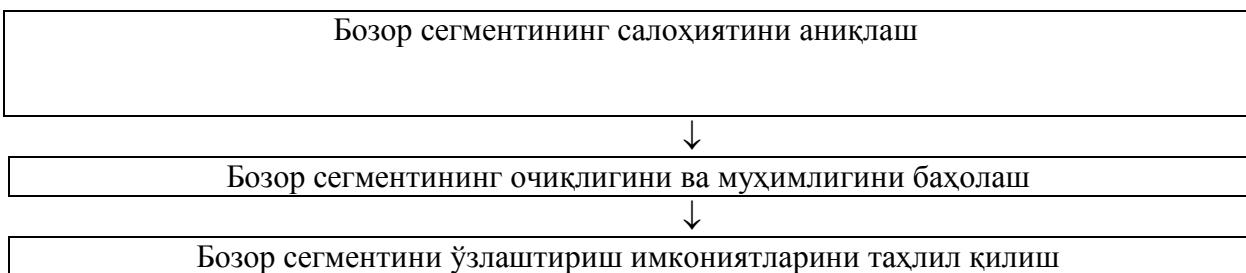 Бозор сегментининг салоҳиятини аниқлаш
↓
Бозор сегментининг очиқлигини ва муҳимлигини баҳолаш
↓
Бозор сегментини ўзлаштириш имкониятларини таҳлил қилиш